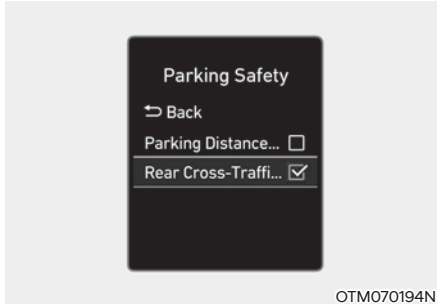 Parking Safety
⮌ Back
Parking Distance... ☐
Rear Cross-Traffi... ☑
OTM070194N